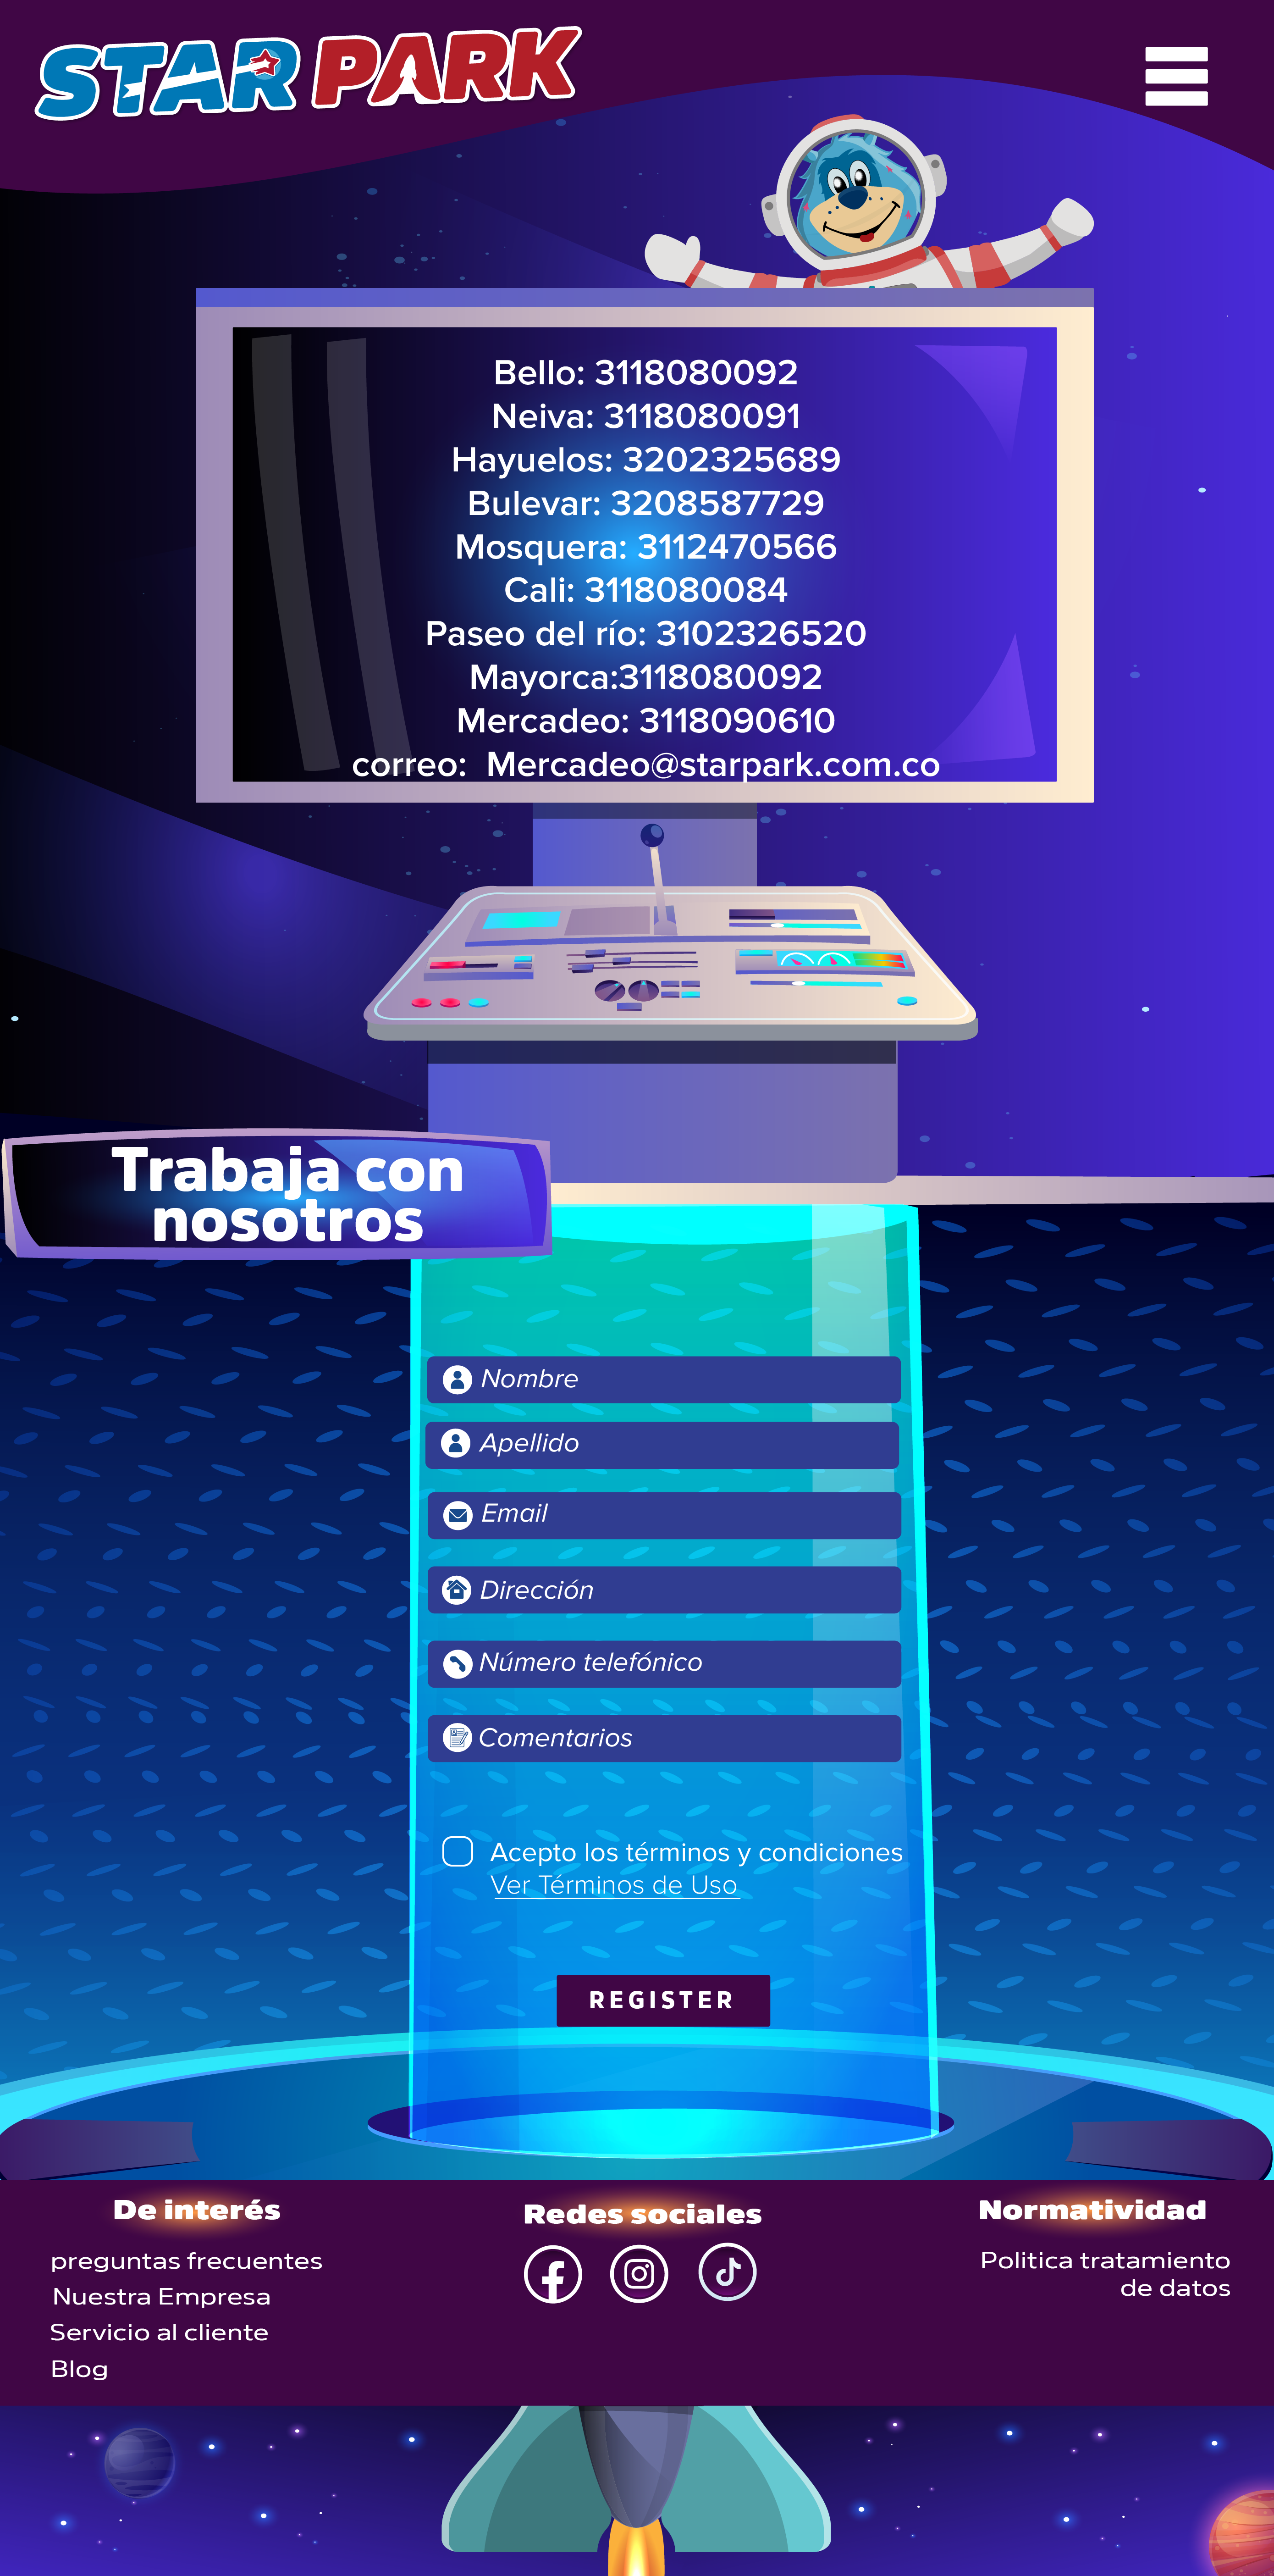 STAR PARK
Bello: 3118080092
Neiva: 3118080091
Hayuelos: 3202325689
Bulevar: 3208587729
Mosquera: 3112470566
Cali: 3118080084
Paseo del río: 3102326520
Mayorca:3118080092
Mercadeo: 3118090610
correo: Mercadeo@starpark.com.co
Trabaja con
nosotros
Nombre
Apellido
Email
Dirección
Número telefónico
Comentarios
Acepto los términos y condiciones
Ver Términos de Uso
REGISTER
De interés
preguntas frecuentes
Nuestra Empresa
Servicio al cliente
Blog
Redes sociales
Normatividad
Politica tratamiento
de datos